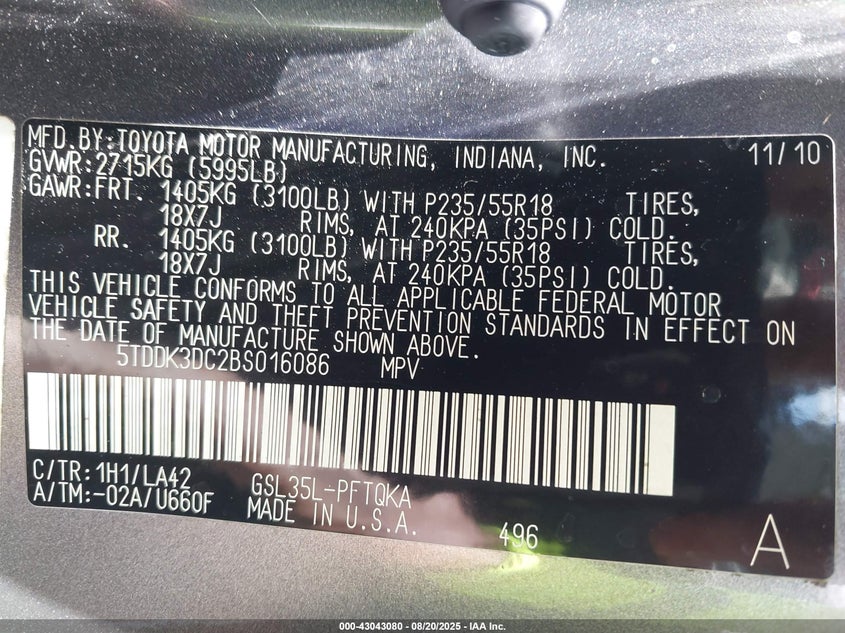 MFD.BY:TOYOTA MOTOR MANUFACTURING, INDIANA, INC. 11/10
GVWR:2715KG (5995LB)
GAWR:FRT. 1405KG (3100LB) WITH P235/55R18 TIRES,
18X7J RIMS, AT 240KPA (35PSI) COLD.
RR. 1405KG (3100LB) WITH P235/55R18 TIRES,
18X7J RIMS, AT 240KPA (35PSI) COLD.
THIS VEHICLE CONFORMS TO ALL APPLICABLE FEDERAL MOTOR
VEHICLE SAFETY AND THEFT PREVENTION STANDARDS IN EFFECT ON
THE DATE OF MANUFACTURE SHOWN ABOVE.
5TDDK3DC2BS016086 MPV
C/TR:1H1/LA42 GSL35L-PFTQKA
A/TM:-02A/U660F MADE IN U.S.A.
496 A
000-43043080 - 08/20/2025 - IAA Inc.